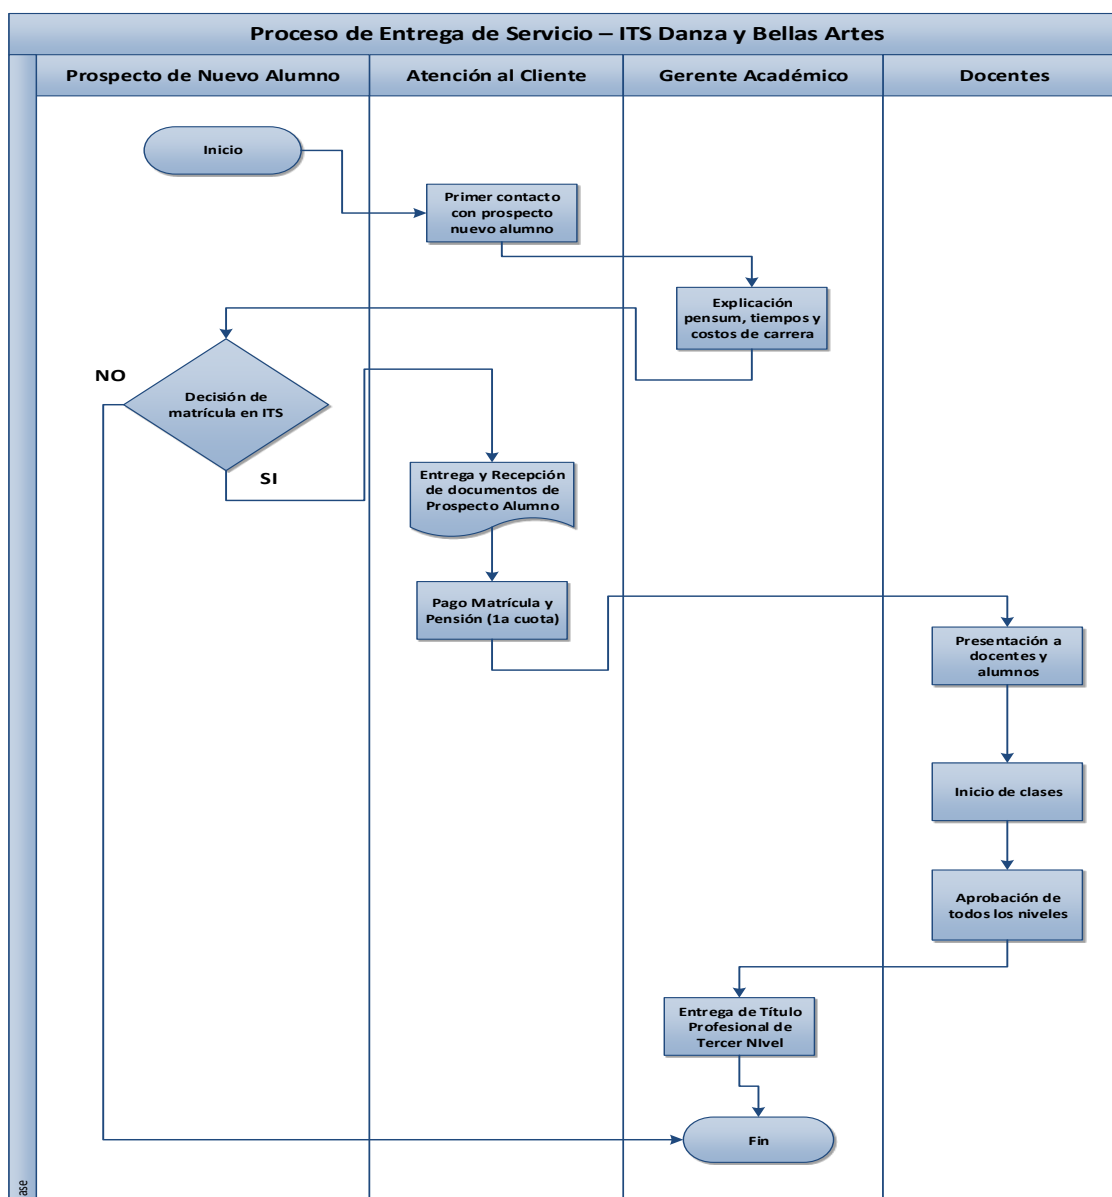 Proceso de Entrega de Servicio – ITS Danza y Bellas Artes
Prospecto de Nuevo Alumno
Atención al Cliente
Gerente Académico
Docentes
Inicio
Primer contacto
con prospecto
nuevo alumno
Explicación
pensum, tiempos y
costos de carrera
NO
Decisión de
matrícula en ITS
SI
Entrega y Recepción
de documentos de
Prospecto Alumno
Pago Matrícula y
Pensión (1a cuota)
Presentación a
docentes y
alumnos
Inicio de clases
Aprobación de
todos los niveles
Entrega de Título
Profesional de
Tercer NIvel
Fin